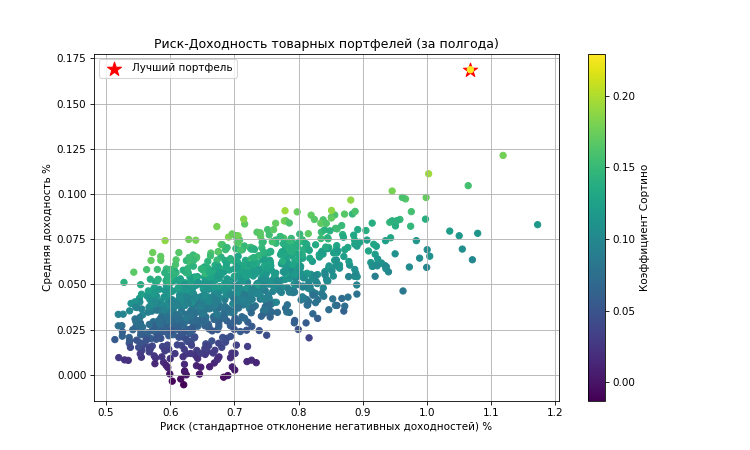 Риск-Доходность товарных портфелей (за полгода)
Лучший портфель
Средняя доходность %
0.175
0.150
0.125
0.100
0.075
0.050
0.025
0.000
0.5 0.6 0.7 0.8 0.9 1.0 1.1 1.2
Риск (стандартное отклонение негативных доходностей) %
0.20
0.15
0.10
0.05
0.00
Коэффициент Сортино